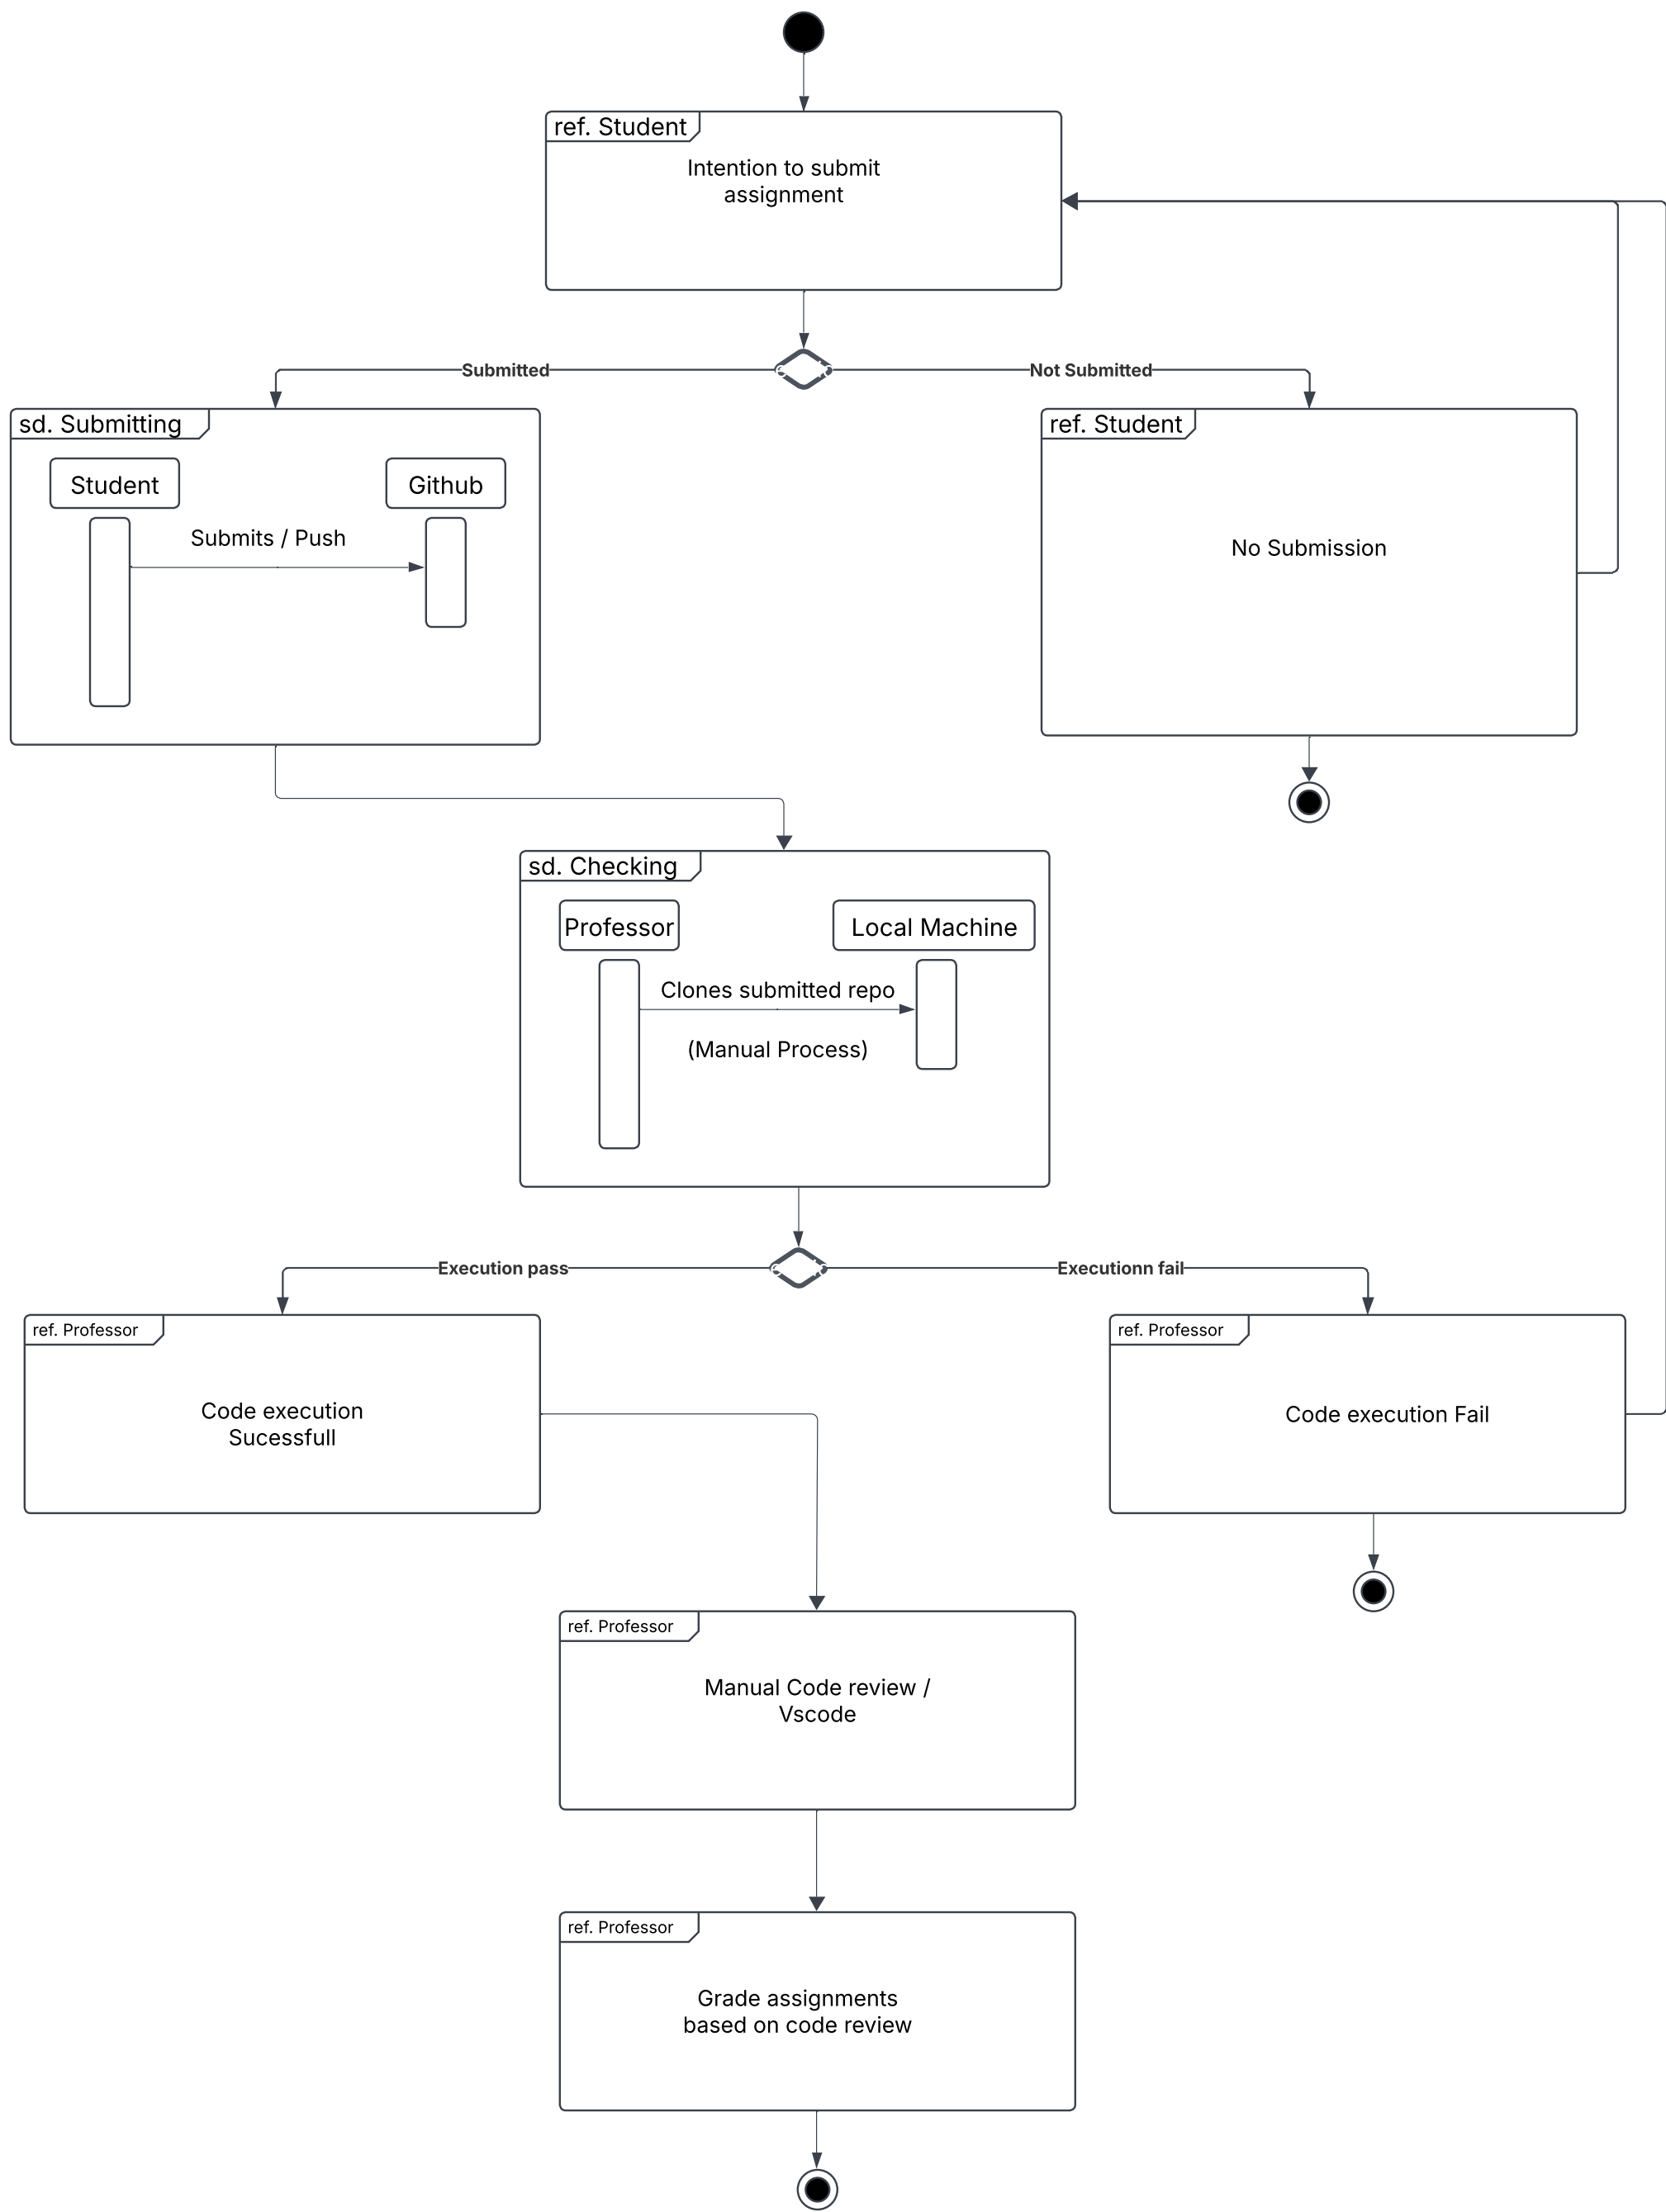 ref. Student
Intention to submit
assignment
Submitted
Not Submitted
sd. Submitting
Student
Github
Submits / Push
ref. Student
No Submission
sd. Checking
Professor
Local Machine
Clones submitted repo
(Manual Process)
Execution pass
Executionn fail
ref. Professor
Code execution
Sucessfull
ref. Professor
Code execution Fail
ref. Professor
Manual Code review /
Vscode
ref. Professor
Grade assignments
based on code review